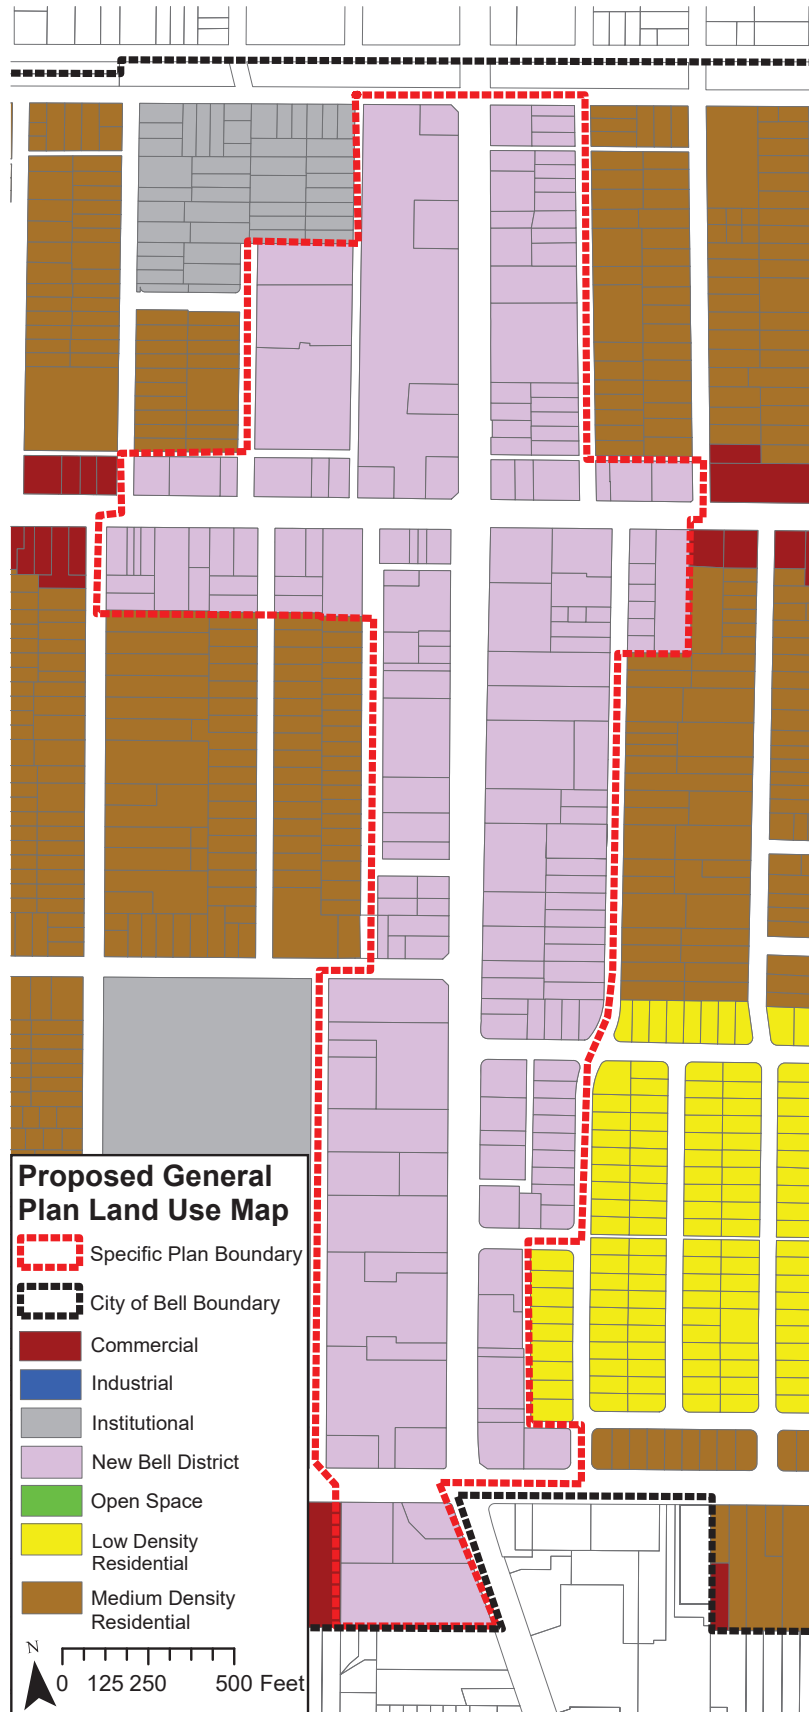 Proposed General
Plan Land Use Map
Specific Plan Boundary
City of Bell Boundary
Commercial
Industrial
Institutional
New Bell District
Open Space
Low Density
Residential
Medium Density
Residential
N
0 125 250 500 Feet